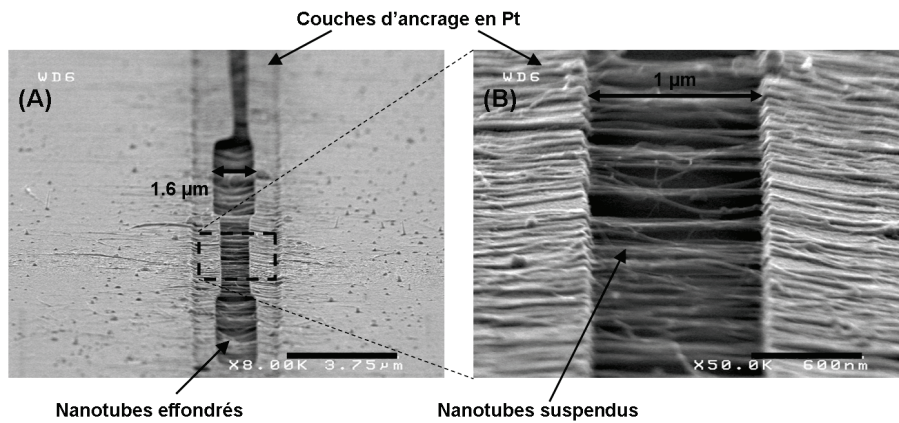 Couches d'ancrage en Pt
WD6
(A)
1.6 µm
X8.00K 3.75µm
WD6
(B)
1 µm
X50.0K 600nm
Nanotubes effondrés
Nanotubes suspendus